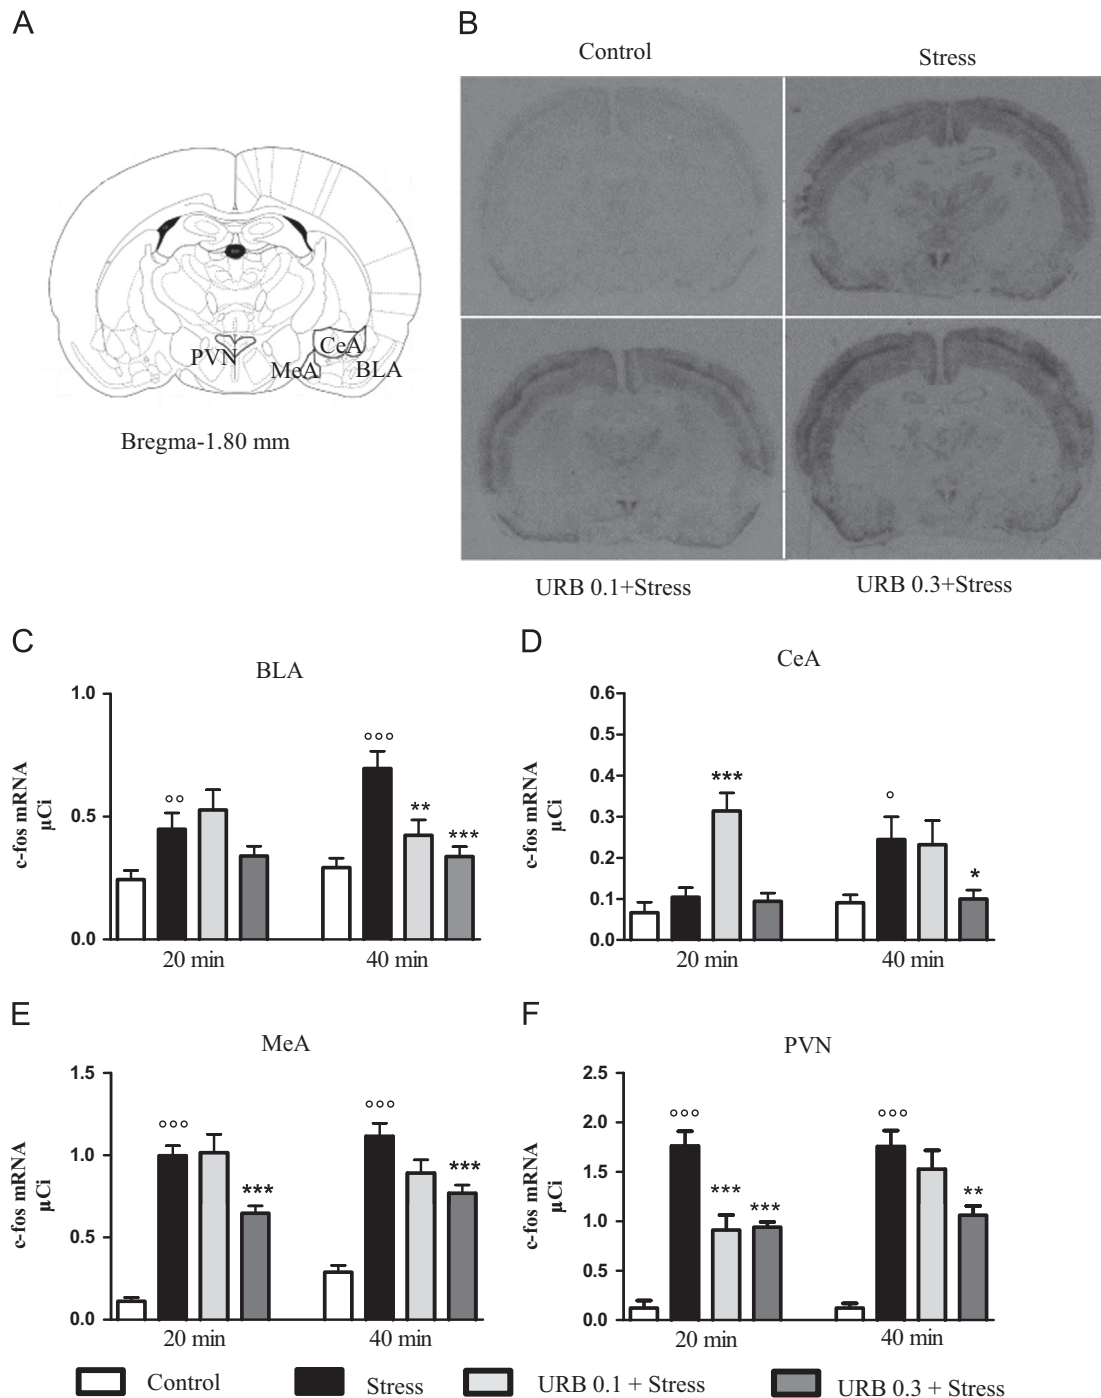 A
PVN
CeA
MeA
BLA
Bregma-1.80 mm
B
Control
Stress
URB 0.1+Stress
URB 0.3+Stress
C
BLA
c-fos mRNA
µCi
1.0
0.5
0.0
°°
°°°
**
***
20 min
40 min
D
CeA
c-fos mRNA
µCi
0.6
0.5
0.4
0.3
0.2
0.1
0.0
***
°
*
20 min
40 min
E
MeA
c-fos mRNA
µCi
1.5
1.0
0.5
0.0
°°°
***
°°°
***
20 min
40 min
F
PVN
c-fos mRNA
µCi
2.5
2.0
1.5
1.0
0.5
0.0
°°°
***
***
°°°
**
20 min
40 min
Control
Stress
URB 0.1 + Stress
URB 0.3 + Stress